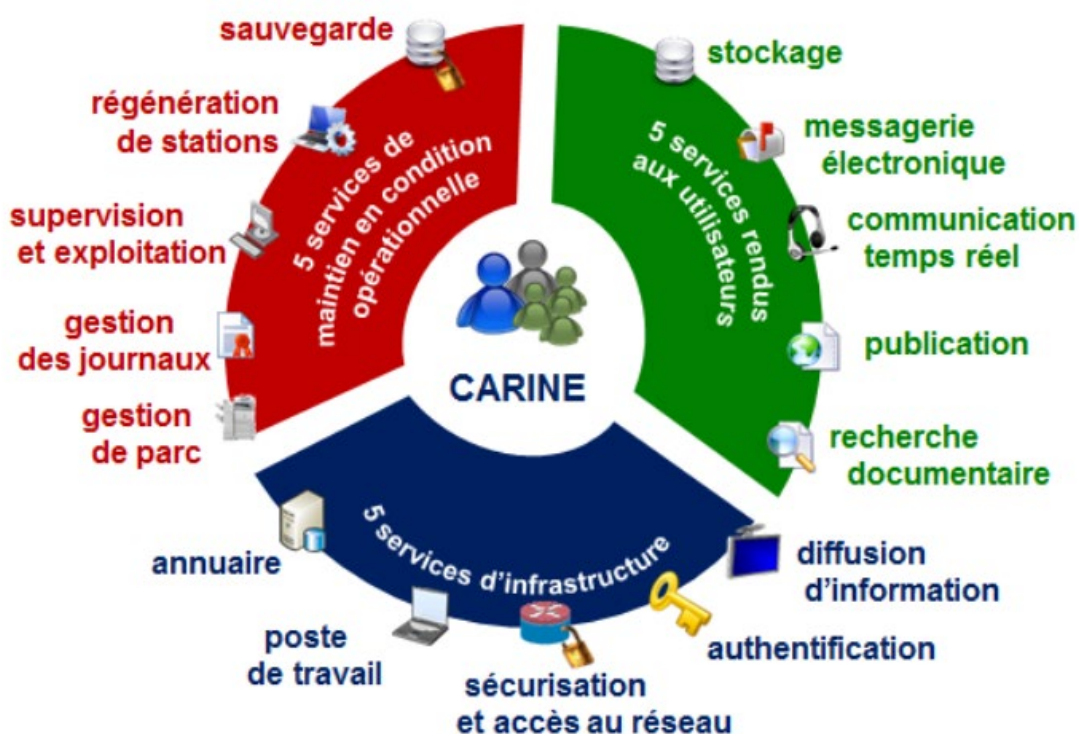 sauvegarde
régénération
de stations
supervision
et exploitation
gestion
des journaux
gestion
de parc
5 services de
maintien en condition
opérationnelle
stockage
messagerie
électronique
communication
temps réel
publication
recherche
documentaire
5 services rendus
aux utilisateurs
CARINE
annuaire
poste
de travail
sécurisation
et accès au réseau
authentification
diffusion
d'information
5 services d'infrastructure